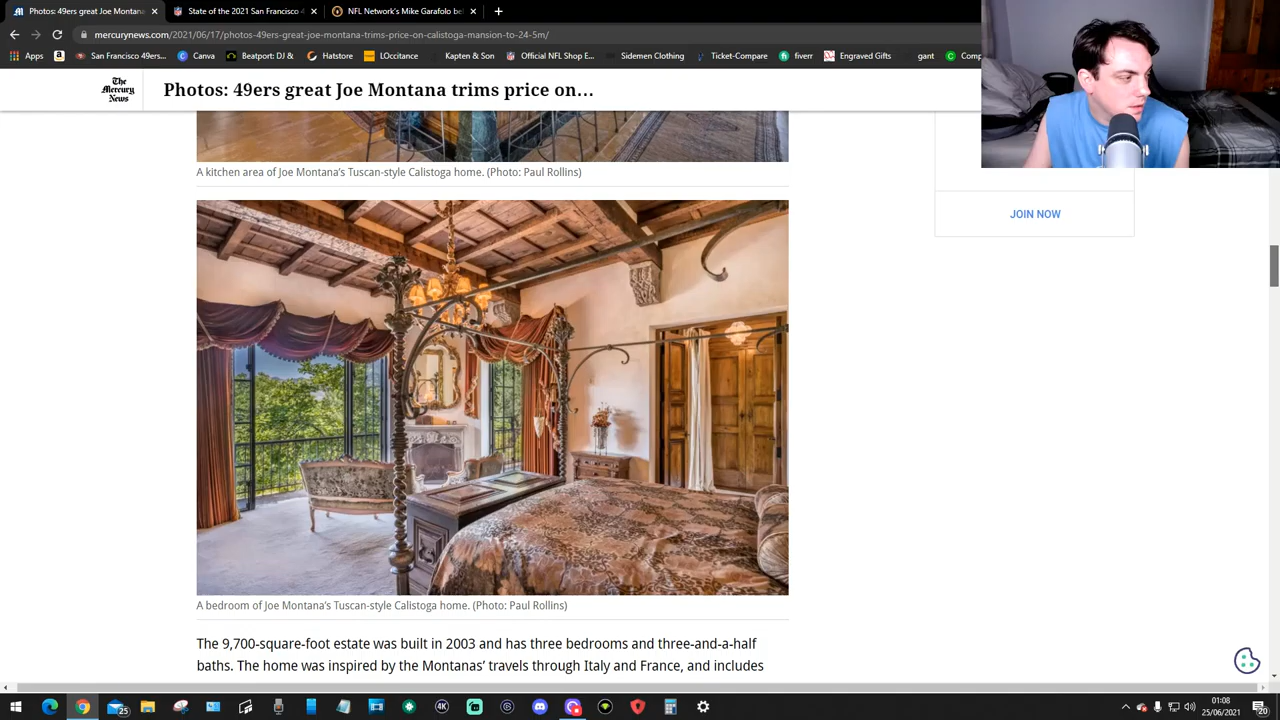 Photos: 49ers great Joe Montana
State of the 2021 San Francisco 4
NFL Network's Mike Garafolo be
mercurynews.com/2021/06/17/photos-49ers-great-joe-montana-trims-price-on-calistoga-mansion-to-24-5m/
Apps
San Francisco 49ers...
Canva
Beatport: DJ &
Hatstore
LOccitance
Kapten & Son
Official NFL Shop E...
Sidemen Clothing
Ticket-Compare
fiverr
Engraved Gifts
gant
Comp
The Mercury News
Photos: 49ers great Joe Montana trims price on...
A kitchen area of Joe Montana's Tuscan-style Calistoga home. (Photo: Paul Rollins)
JOIN NOW
A bedroom of Joe Montana's Tuscan-style Calistoga home. (Photo: Paul Rollins)
The 9,700-square-foot estate was built in 2003 and has three bedrooms and three-and-a-half
baths. The home was inspired by the Montanas' travels through Italy and France, and includes
25
4K
01:08
25/06/2021
20